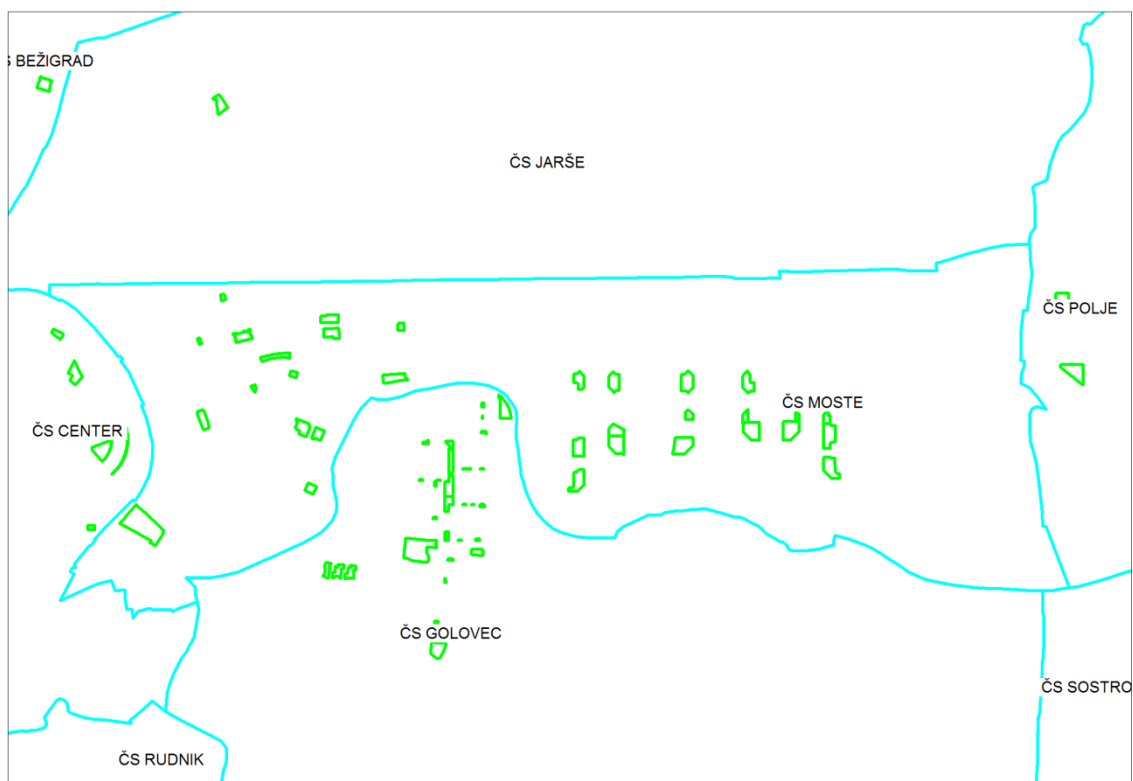 S BEŽIGRAD
ČS JARŠE
ČS POLJE
ČS MOSTE
ČS CENTER
ČS GOLOVEC
ČS SOSTRO
ČS RUDNIK